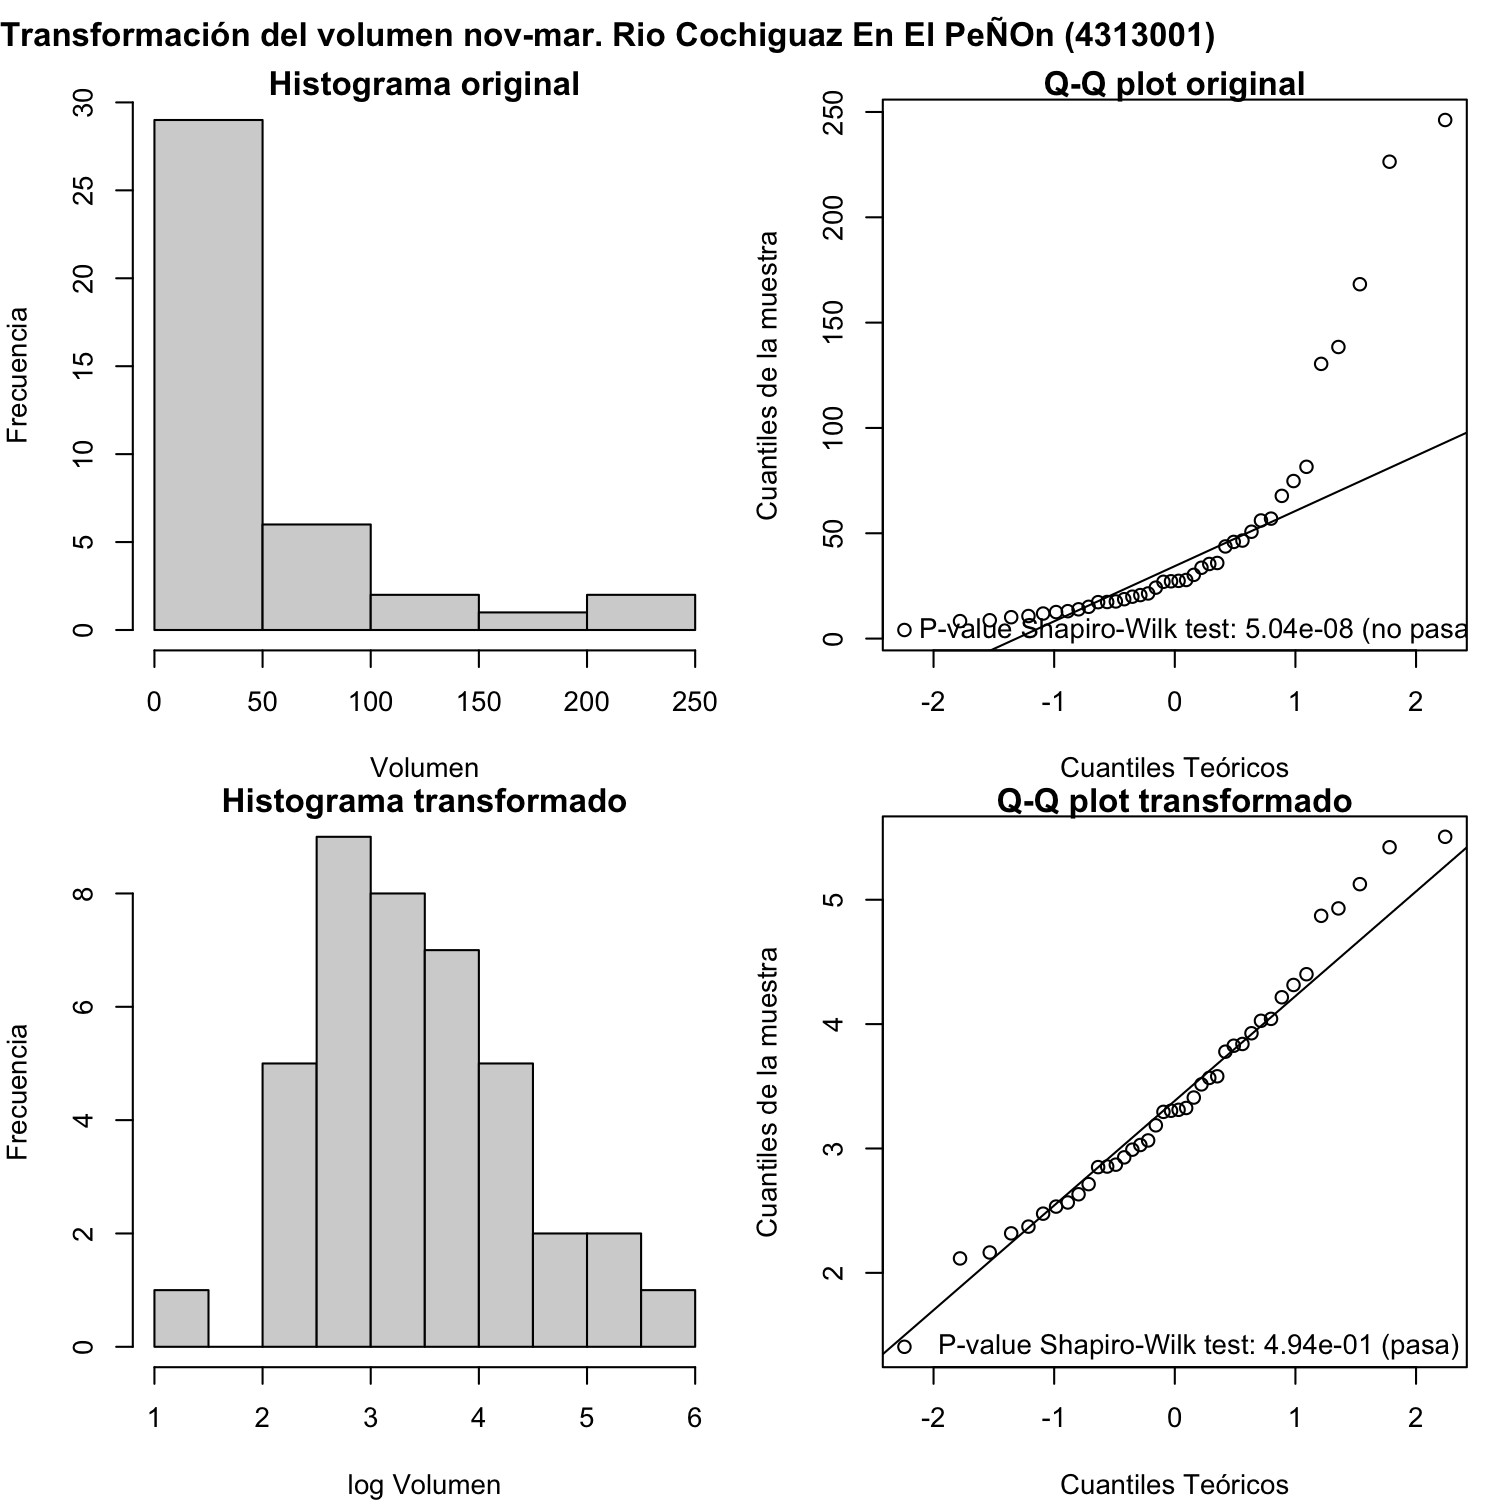 Transformación del volumen nov-mar. Rio Cochiguaz En El PeÑOn (4313001)
Histograma original
Frecuencia
30
25
20
15
10
5
0
0 50 100 150 200 250
Volumen
Q-Q plot original
Cuantiles de la muestra
250
200
150
100
50
0
P-value Shapiro-Wilk test: 5.04e-08 (no pasa
-2 -1 0 1 2
Cuantiles Teóricos
Histograma transformado
Frecuencia
8
6
4
2
0
1 2 3 4 5 6
log Volumen
Q-Q plot transformado
Cuantiles de la muestra
5
4
3
2
P-value Shapiro-Wilk test: 4.94e-01 (pasa)
-2 -1 0 1 2
Cuantiles Teóricos